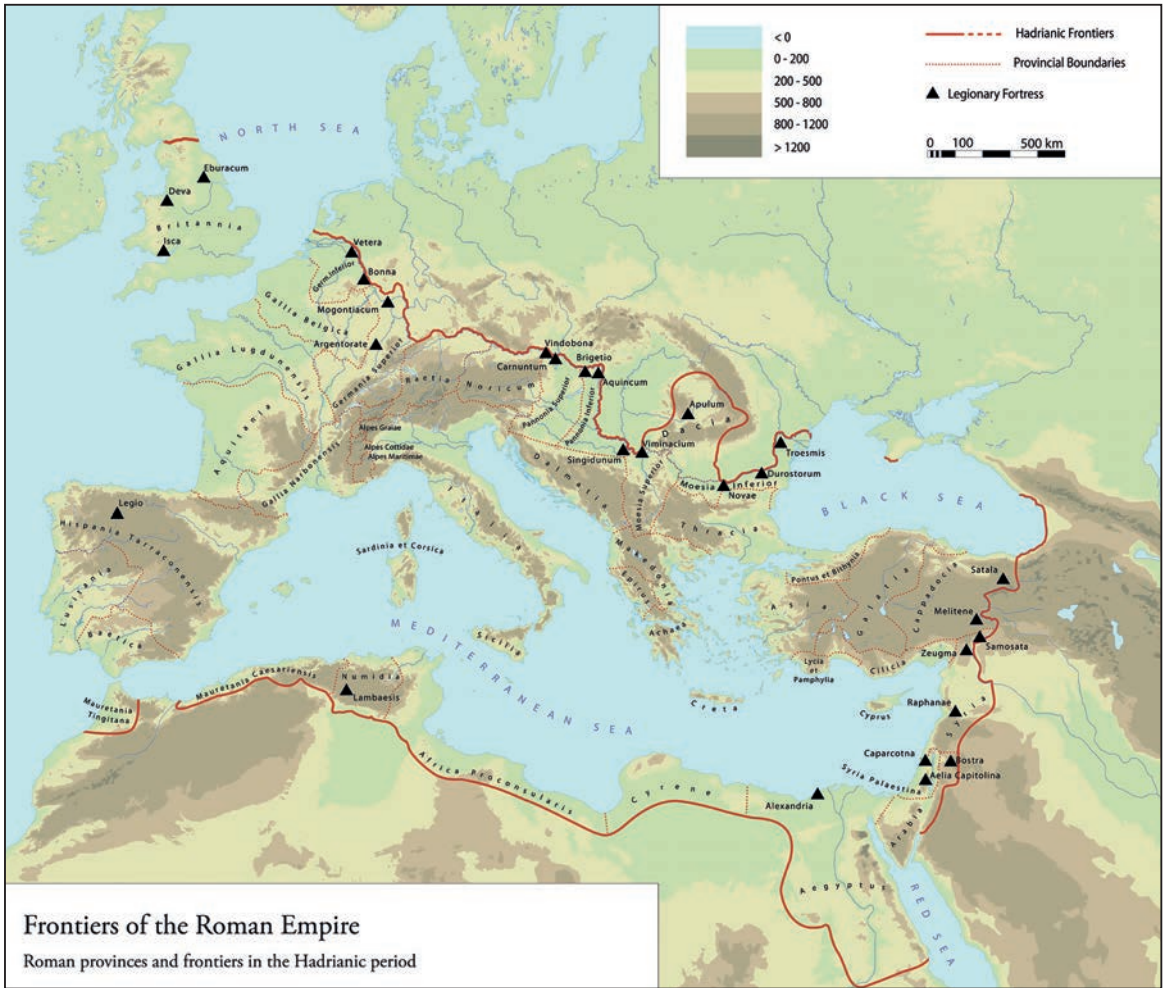 < 0
0 - 200
200 - 500
500 - 800
800 - 1200
> 1200
Hadrianic Frontiers
Provincial Boundaries
Legionary Fortress
0 100 500 km
NORTH SEA
Eburacum
Deva
Britannia
Isca
Vetera
Germ.Inferior
Bonna
Mogontiacum
Gallia Belgica
Argentorate
Gallia Lugdunensis
Germania Superior
Raetia
Noricum
Vindobona
Carnuntum
Brigetio
Aquincum
Pannonia Superior
Pannonia Inferior
Apulum
Dacia
Aquitania
Alpes Graiae
Alpes Cottidae
Alpes Maritimae
Gallia Narbonensis
Singidunum
Viminacium
Troesmis
Durostorum
Moesia Inferior
Novae
Moesia Superior
Dalmatia
Italia
Thracia
BLACK SEA
Legio
Hispania Tarraconensis
Lusitania
Baetica
Sardinia et Corsica
Makedonia
Epirus
Achaea
Sicilia
Pontus et Bithynia
Asia
Galatia
Cappadocia
Satala
Melitene
Samosata
Zeugma
Lycia
et
Pamphylia
Cilicia
MEDITERRANEAN SEA
Mauretania
Tingitana
Mauretanis Caesariensis
Numidia
Lambaesis
Creta
Cyprus
Raphanae
Syria
Caparcotna
Bostra
Aelia Capitolina
Syria Palaestina
Africa Proconsularis
Cyrene
Alexandria
Arabia
Aegyptus
RED SEA
Frontiers of the Roman Empire
Roman provinces and frontiers in the Hadrianic period